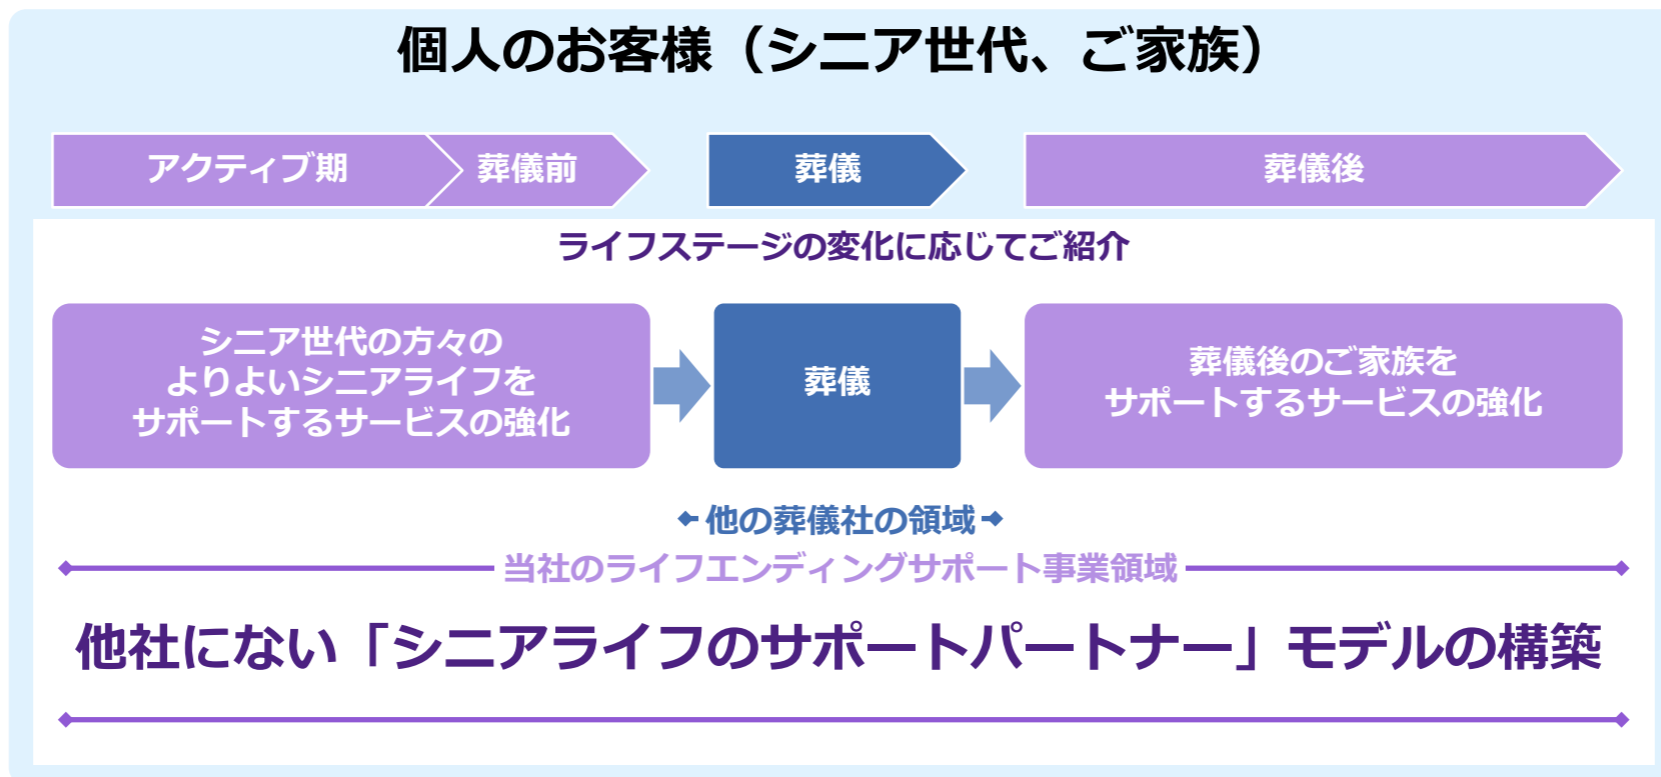 個人のお客様（シニア世代、ご家族）
アクティブ期
葬儀前
葬儀
葬儀後
ライフステージの変化に応じてご紹介
シニア世代の方々の
よりよいシニアライフを
サポートするサービスの強化
葬儀
葬儀後のご家族を
サポートするサービスの強化
他の葬儀社の領域
当社のライフエンディングサポート事業領域
他社にない「シニアライフのサポートパートナー」モデルの構築